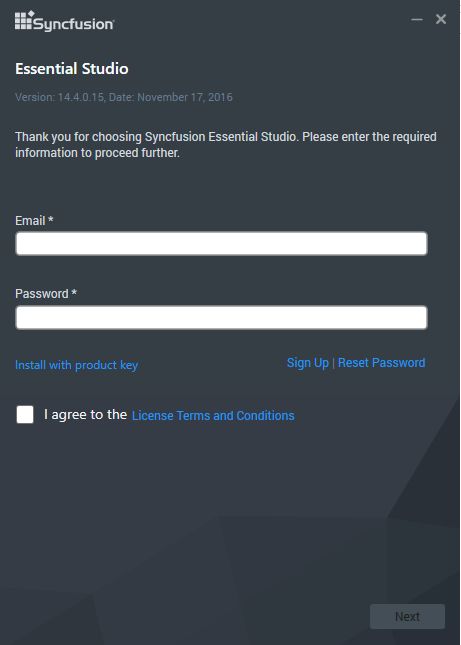 Syncfusion
Essential Studio
Version: 14.4.0.15, Date: November 17, 2016
Thank you for choosing Syncfusion Essential Studio. Please enter the required
information to proceed further.
Email *
Password *
Install with product key
Sign Up | Reset Password
I agree to the License Terms and Conditions
Next